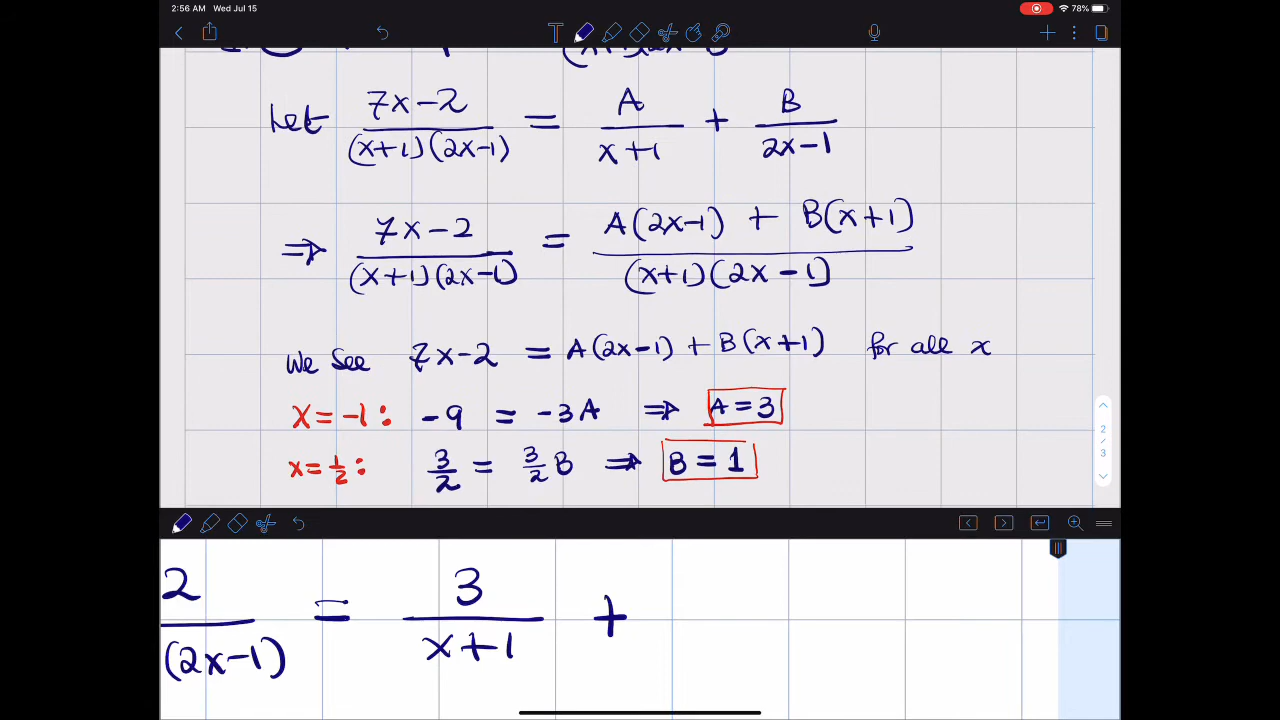 2:56 AM Wed Jul 15 78%
Let (7x-2)/((x+1)(2x-1)) = A/(x+1) + B/(2x-1)
⇒ (7x-2)/((x+1)(2x-1)) = (A(2x-1) + B(x+1))/((x+1)(2x-1))
We see 7x-2 = A(2x-1) + B(x+1) for all x
x = -1 : -9 = -3A ⇒ A = 3
x = 1/2 : 3/2 = 3/2 B ⇒ B = 1
2
3
2/((2x-1)) = 3/(x+1) +